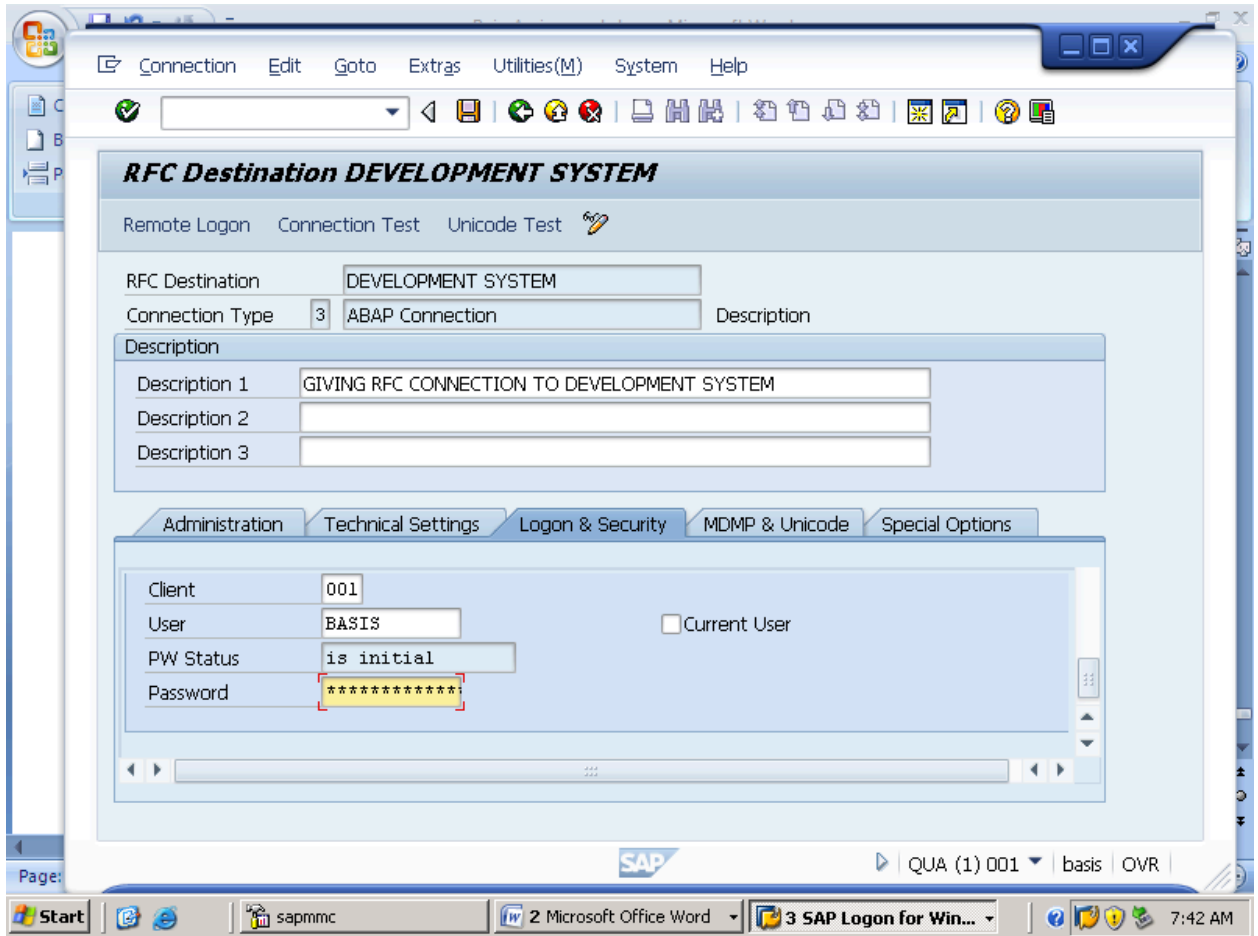 Connection Edit Goto Extras Utilities(M) System Help
RFC Destination DEVELOPMENT SYSTEM
Remote Logon Connection Test Unicode Test
RFC Destination DEVELOPMENT SYSTEM
Connection Type 3 ABAP Connection Description
Description
Description 1 GIVING RFC CONNECTION TO DEVELOPMENT SYSTEM
Description 2
Description 3
Administration Technical Settings Logon & Security MDMP & Unicode Special Options
Client 001
User BASIS Current User
PW Status is initial
Password *************
SAP QUA (1) 001 basis OVR
Page:
Start sapmmc 2 Microsoft Office Word 3 SAP Logon for Win... 7:42 AM